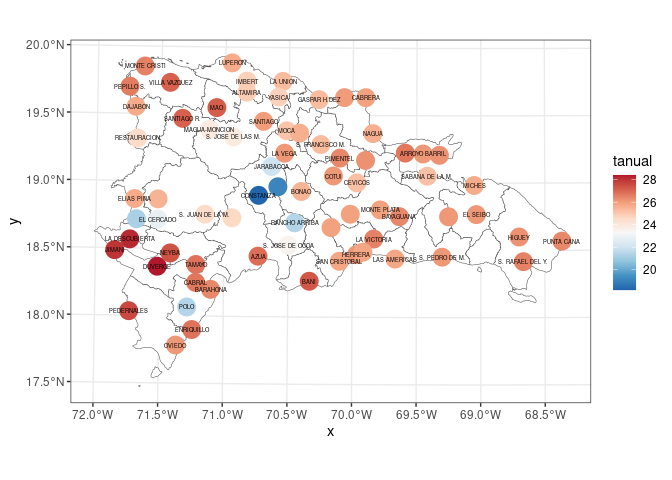 20.0°N
19.5°N
19.0°N
18.5°N
18.0°N
17.5°N
y
MONTE CRISTI
LUPERON
PEPILLO S.
VILLA VAZQUEZ
IMBERT
LA UNION
ALTAMIRA
YASICA
GASPAR H.DEZ
CABRERA
DAJABON
MAO
SANTIAGO R.
SANTIAGO
MAGUA-MONCION
MOCA
NAGUA
RESTAURACION
S. JOSE DE LAS M.
S. FRANCISCO M.
LA VEGA
PIMENTEL
ARROYO BARRIL
JARABACOA
COTUI
SABANA DE LA M.
CEVICOS
MICHES
CONSTANZA
BONAO
ELIAS PINA
EL CERCADO
S. JUAN DE LA M.
RANCHO ARRIBA
MONTE PLATA
BAYAGUANA
EL SEIBO
LA DESCUBIERTA
S. JOSE DE OCOA
LA VICTORIA
HIGUEY
PUNTA CANA
JIMANI
NEYBA
AZUA
HERRERA
SAN CRISTOBAL
LAS AMERICAS
S. PEDRO DE M.
S. RAFAEL DEL Y.
DUVERGE
TAMAYO
CABRAL
BARAHONA
BANI
PEDERNALES
POLO
ENRIQUILLO
OVIEDO
72.0°W 71.5°W 71.0°W 70.5°W 70.0°W 69.5°W 69.0°W 68.5°W
x
tanual
28
26
24
22
20